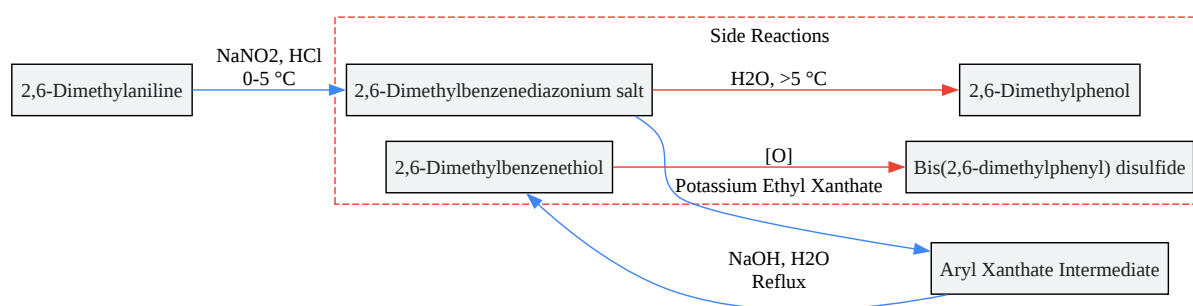 Side Reactions
NaNO2, HCl
0-5 °C
2,6-Dimethylaniline
2,6-Dimethylbenzenediazonium salt
H2O, >5 °C
2,6-Dimethylphenol
2,6-Dimethylbenzenethiol
[O]
Bis(2,6-dimethylphenyl) disulfide
Potassium Ethyl Xanthate
NaOH, H2O
Reflux
Aryl Xanthate Intermediate